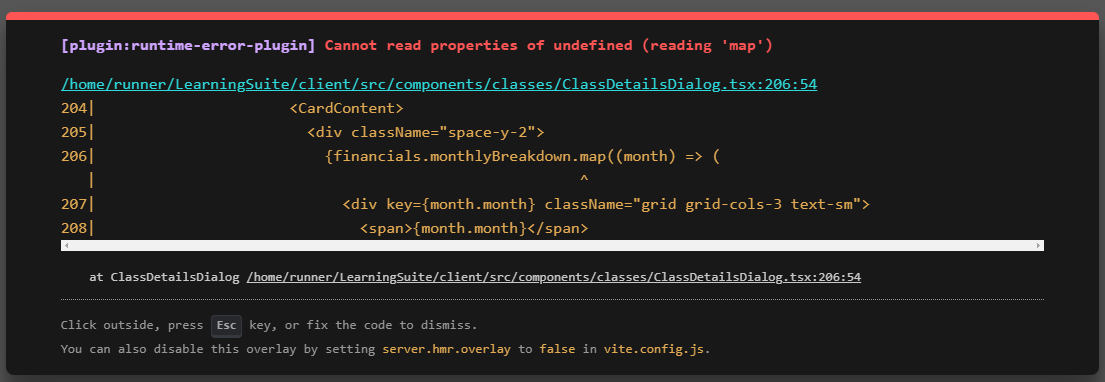 [plugin:runtime-error-plugin] Cannot read properties of undefined (reading 'map')
/home/runner/LearningSuite/client/src/components/classes/ClassDetailsDialog.tsx:206:54
204|                      <CardContent>
205|                        <div className="space-y-2">
206|                          {financials.monthlyBreakdown.map((month) => (
   |                                                      ^
207|                            <div key={month.month} className="grid grid-cols-3 text-sm">
208|                              <span>{month.month}</span>
at ClassDetailsDialog /home/runner/LearningSuite/client/src/components/classes/ClassDetailsDialog.tsx:206:54
Click outside, press Esc key, or fix the code to dismiss.
You can also disable this overlay by setting server.hmr.overlay to false in vite.config.js.